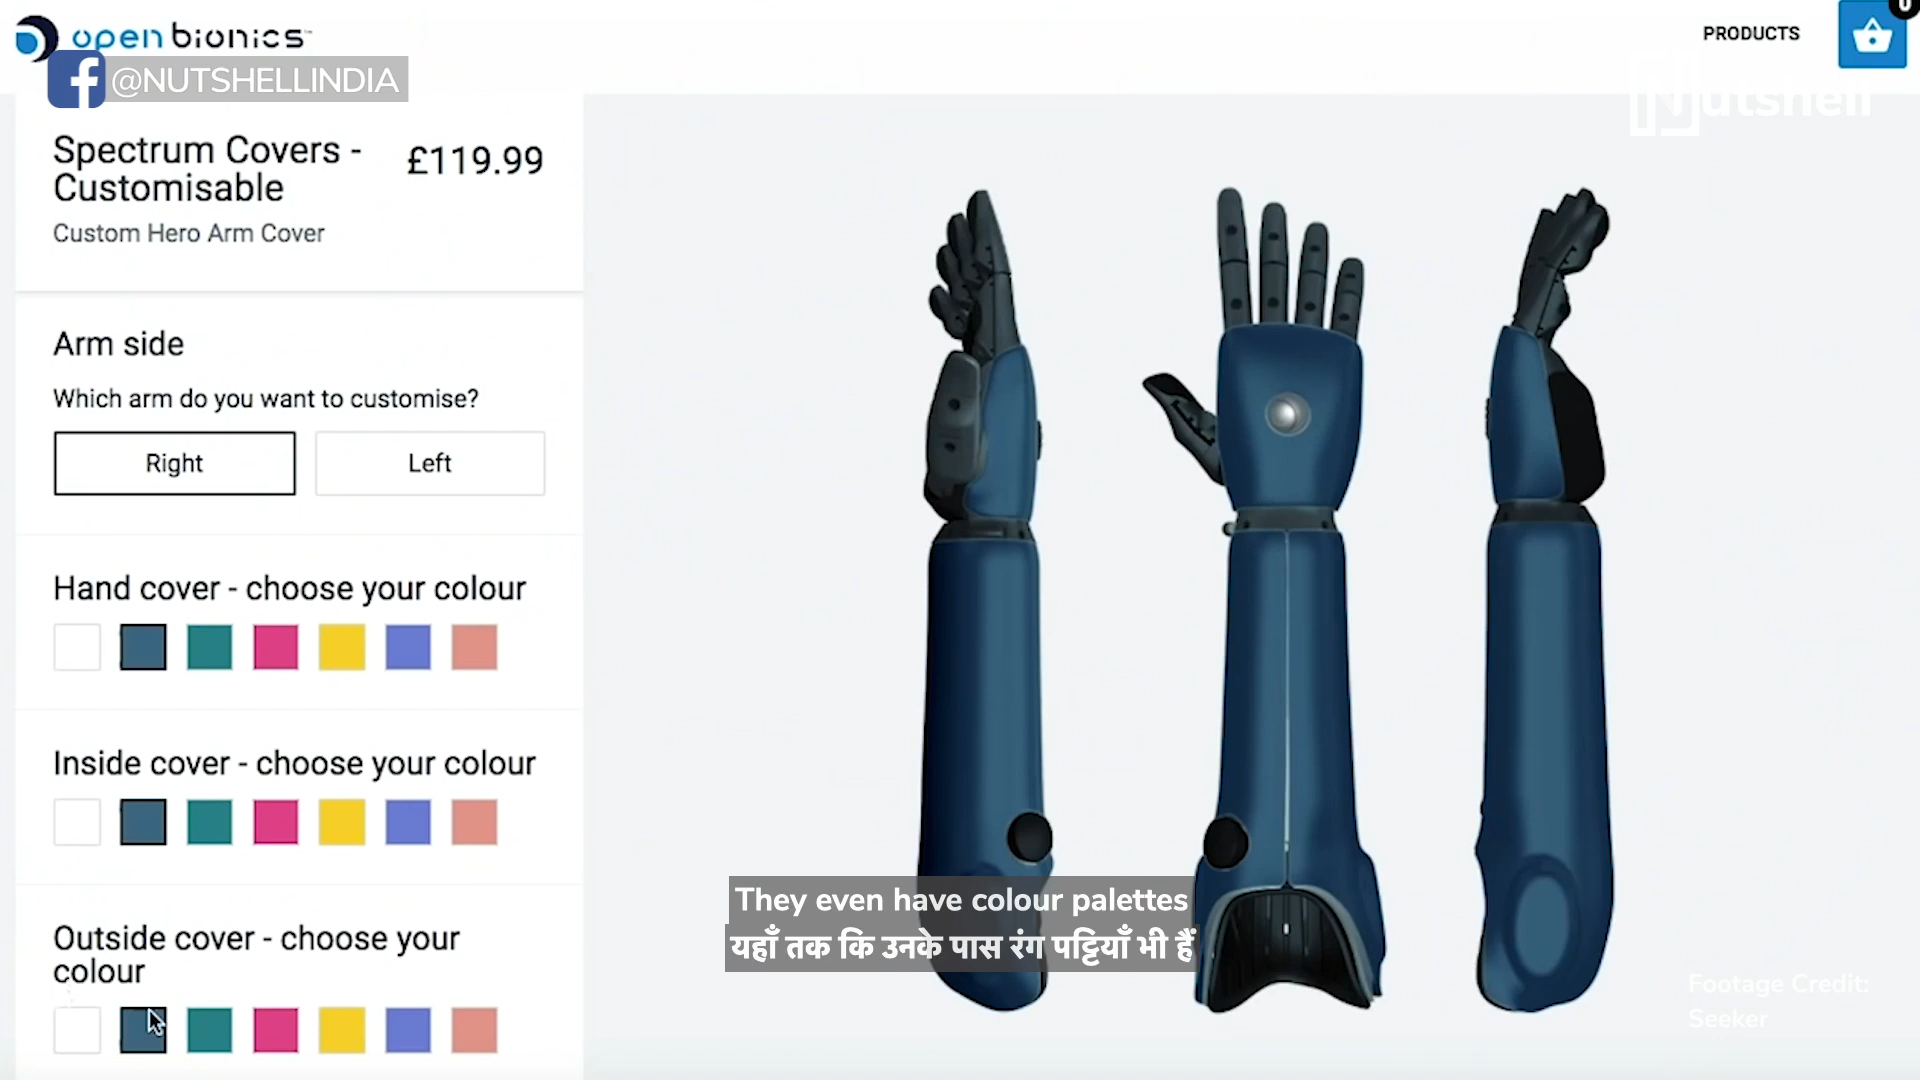 open bionics
PRODUCTS
0
@NUTSHELLINDIA
Nutshell
Spectrum Covers -
Customisable
£119.99
Custom Hero Arm Cover
Arm side
Which arm do you want to customise?
Right
Left
Hand cover - choose your colour
Inside cover - choose your colour
Outside cover - choose your
colour
They even have colour palettes
यहाँ तक कि उनके पास रंग पट्टियाँ भी हैं
Footage Credit:
Seeker